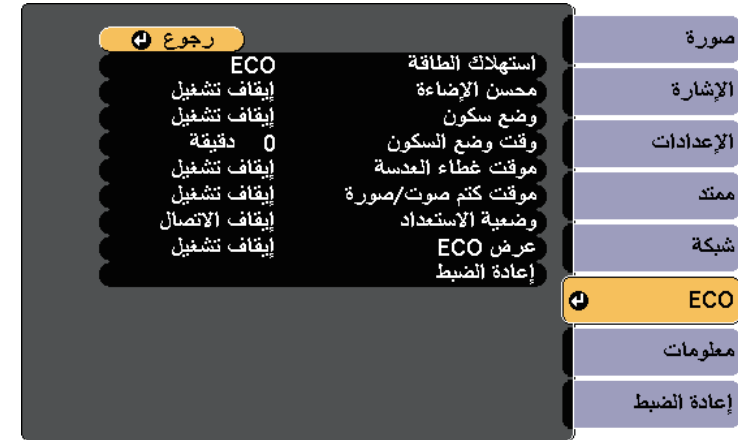 صورة
الإشارة
الإعدادات
ممتد
شبكة
ECO
معلومات
إعادة الضبط
رجوع
استهلاك الطاقة ECO
محسن الإضاءة إيقاف تشغيل
وضع سكون إيقاف تشغيل
وقت وضع السكون 0 دقيقة
موقت غطاء العدسة إيقاف تشغيل
موقت كتم صوت/صورة إيقاف تشغيل
وضعية الاستعداد إيقاف الاتصال
عرض ECO إيقاف تشغيل
إعادة الضبط